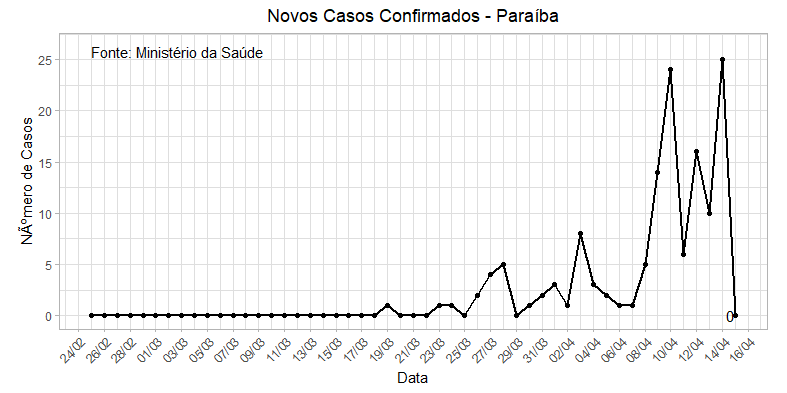 Novos Casos Confirmados - Paraíba
Fonte: Ministério da Saúde
25
20
15
10
5
0
NÃºmero de Casos
0
24/02 26/02 28/02 01/03 03/03 05/03 07/03 09/03 11/03 13/03 15/03 17/03 19/03 21/03 23/03 25/03 27/03 29/03 31/03 02/04 04/04 06/04 08/04 10/04 12/04 14/04 16/04
Data